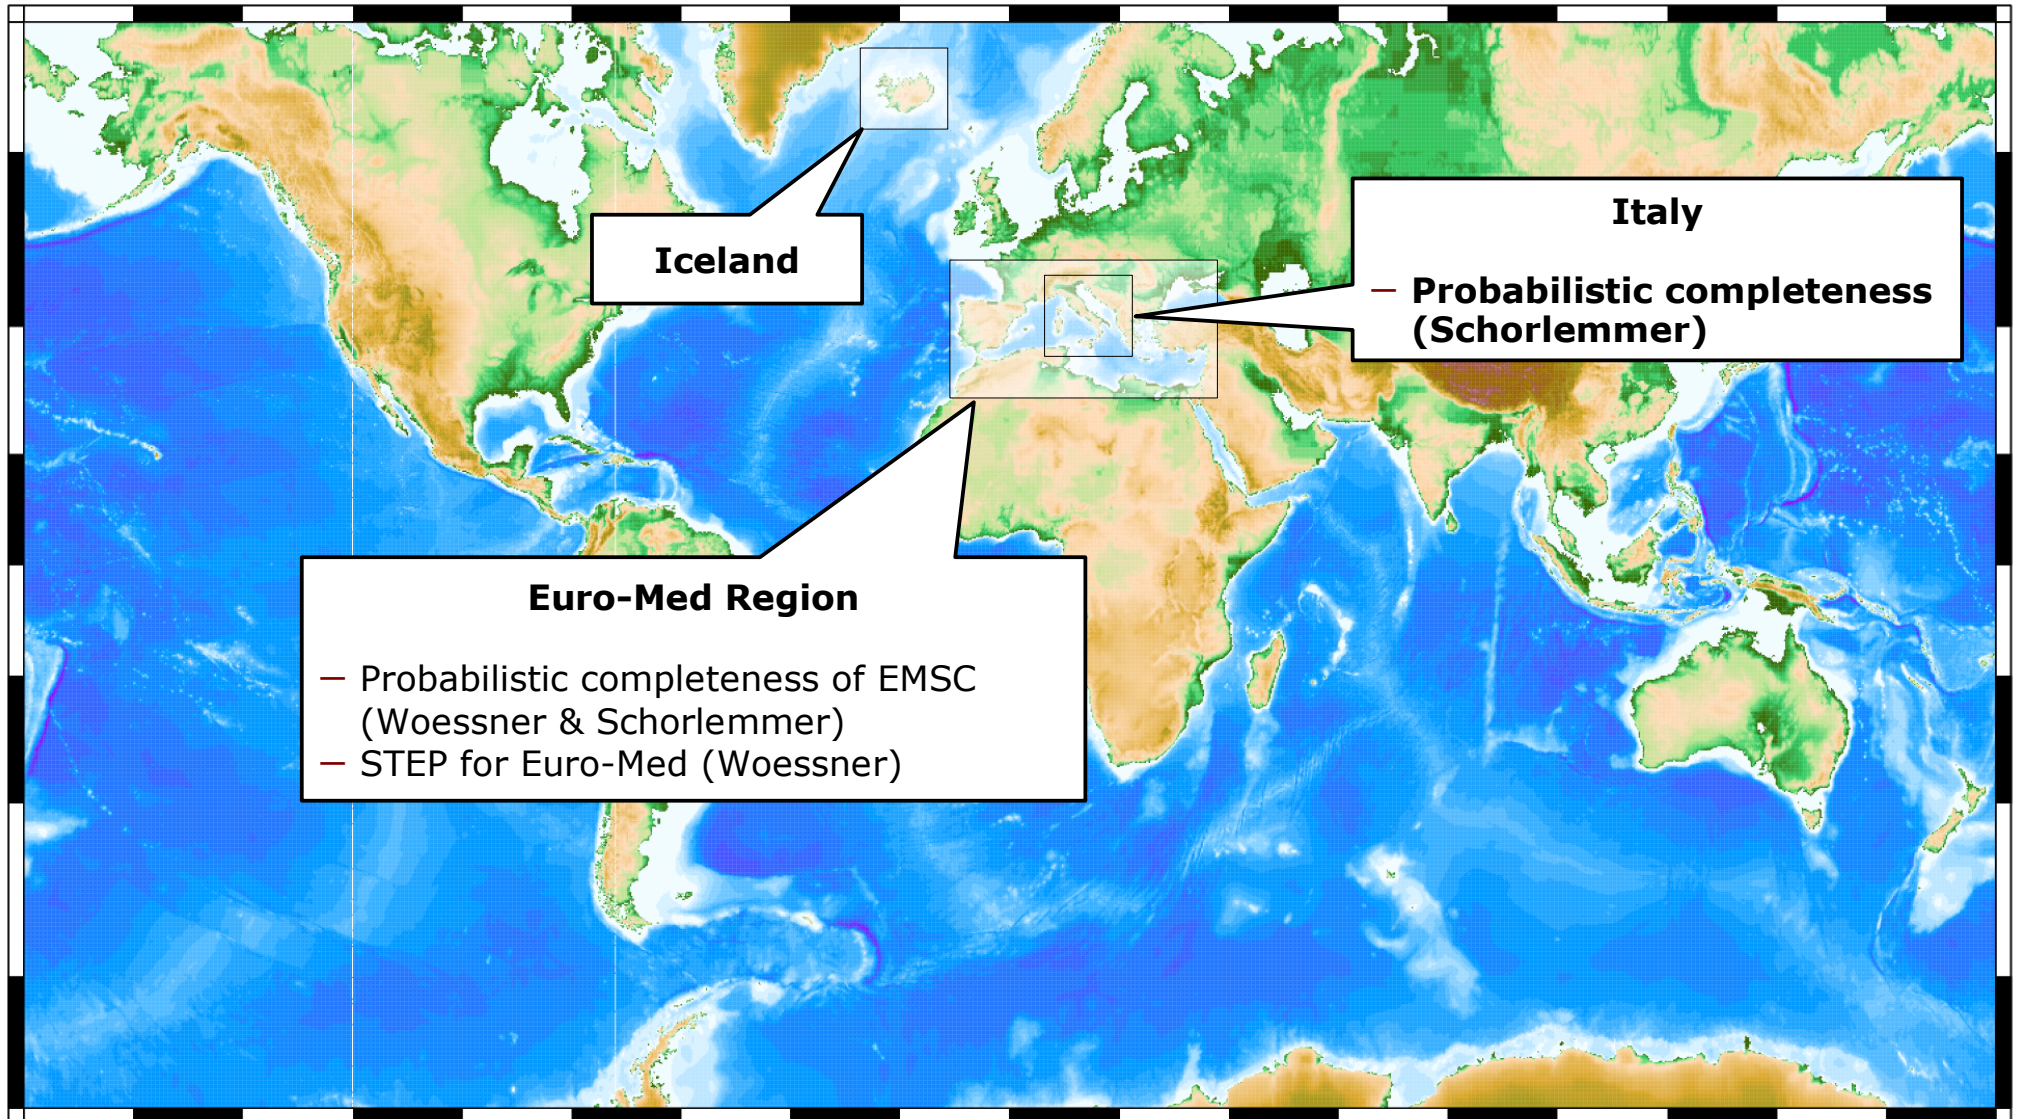 Iceland
Italy
— Probabilistic completeness
(Schorlemmer)
Euro-Med Region
— Probabilistic completeness of EMSC
(Woessner & Schorlemmer)
— STEP for Euro-Med (Woessner)